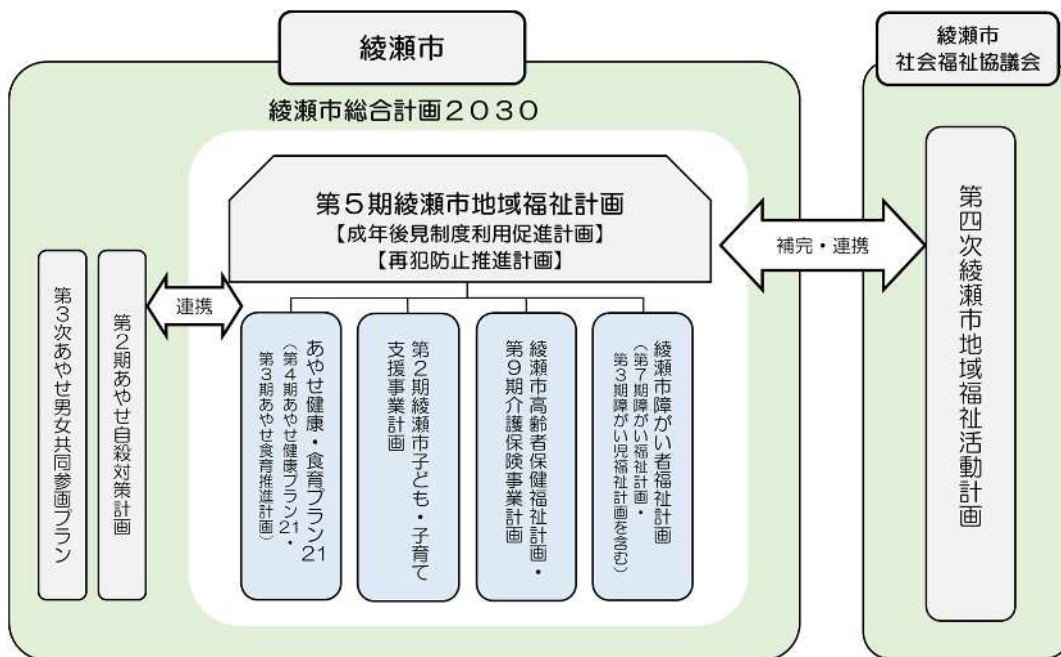 綾瀬市
綾瀬市総合計画２０３０
第５期綾瀬市地域福祉計画
【成年後見制度利用促進計画】
【再犯防止推進計画】
連携
補完・連携
第３次あやせ男女共同参画プラン
第２期あやせ自殺対策計画
あやせ健康・食育プラン21
（第４期あやせ健康プラン21・
第３期あやせ食育推進計画）
第２期綾瀬市子ども・子育て
支援事業計画
綾瀬市高齢者保健福祉計画・
第９期介護保険事業計画
綾瀬市障がい者福祉計画
（第７期障がい福祉計画・
第３期障がい児福祉計画を含む）
綾瀬市
社会福祉協議会
第四次綾瀬市地域福祉活動計画